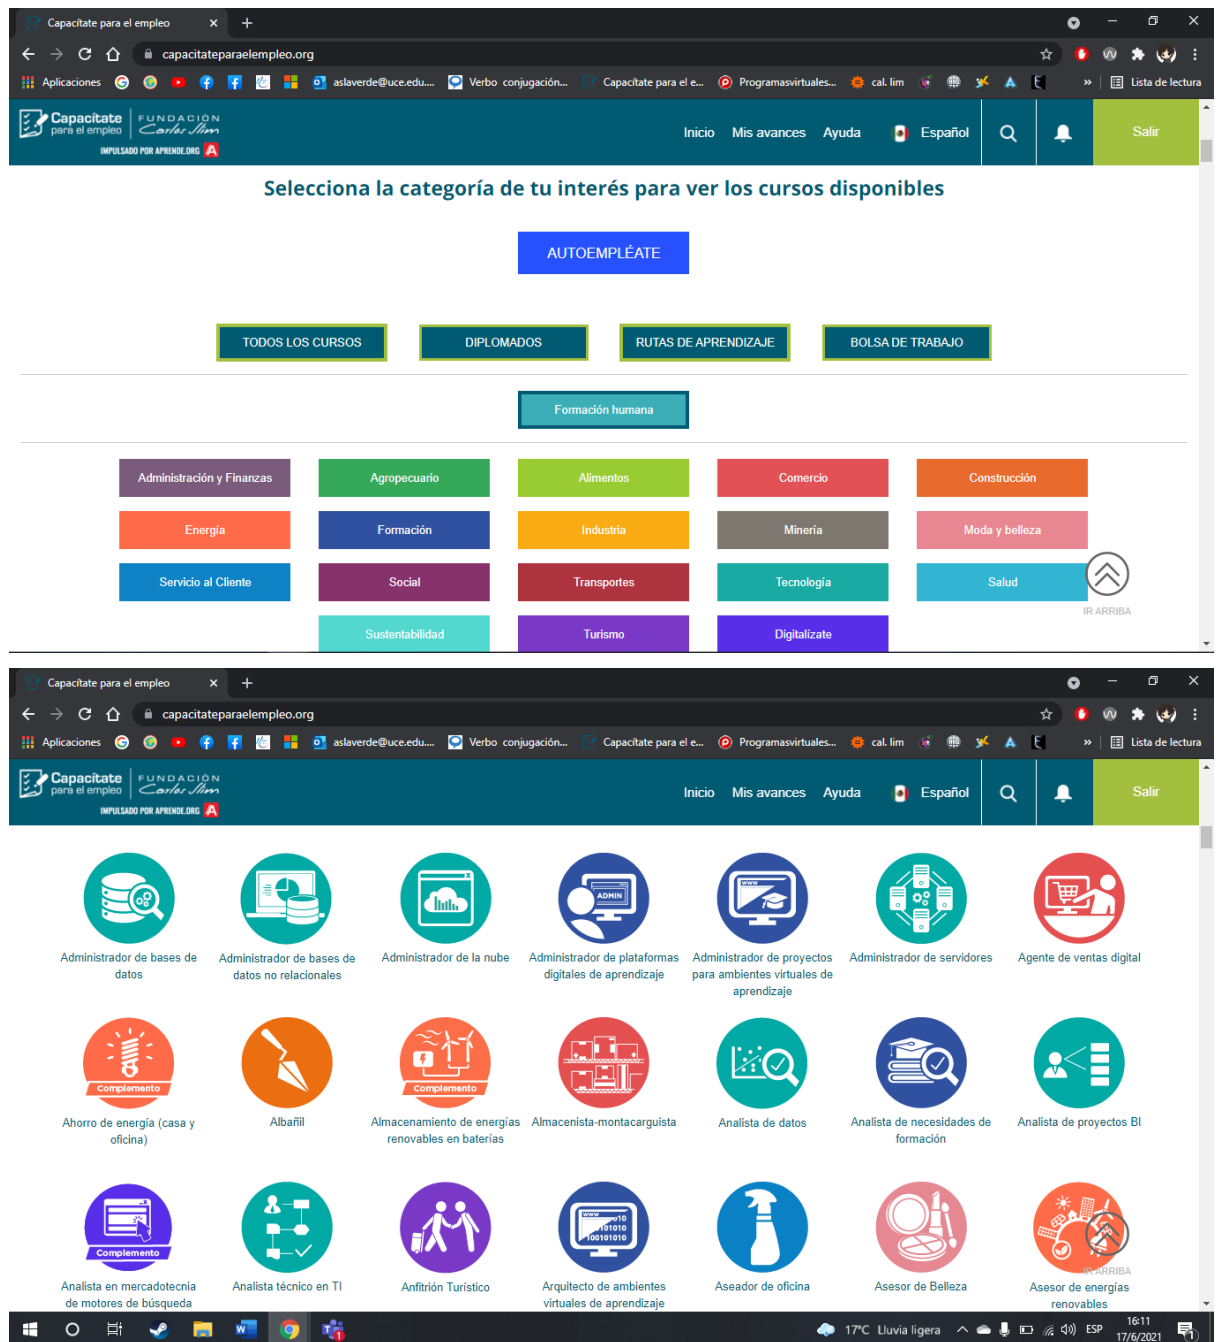 Capacítate para el empleo
capacitateparaelempleo.org
Aplicaciones aslaverde@uce.edu.... Verbo conjugación... Capacítate para el e... Programasvirtuales... cal. lim » Lista de lectura
Capacítate para el empleo FUNDACIÓN Carlos Slim
IMPULSADO POR APRENDE.ORG
Inicio Mis avances Ayuda Español Salir
Selecciona la categoría de tu interés para ver los cursos disponibles
AUTOEMPLÉATE
TODOS LOS CURSOS DIPLOMADOS RUTAS DE APRENDIZAJE BOLSA DE TRABAJO
Formación humana
Administración y Finanzas Agropecuario Alimentos Comercio Construcción
Energía Formación Industria Minería Moda y belleza
Servicio al Cliente Social Transportes Tecnología Salud
IR ARRIBA
Sustentabilidad Turismo Digitalízate
Capacítate para el empleo
capacitateparaelempleo.org
Aplicaciones aslaverde@uce.edu.... Verbo conjugación... Capacítate para el e... Programasvirtuales... cal. lim » Lista de lectura
Capacítate para el empleo FUNDACIÓN Carlos Slim
IMPULSADO POR APRENDE.ORG
Inicio Mis avances Ayuda Español Salir
ADMIN
WWW
Administrador de bases de datos
Administrador de bases de datos no relacionales
Administrador de la nube
Administrador de plataformas digitales de aprendizaje
Administrador de proyectos para ambientes virtuales de aprendizaje
Administrador de servidores
Agente de ventas digital
Complemento
Complemento
Ahorro de energía (casa y oficina)
Albañil
Almacenamiento de energías renovables en baterías
Almacenista-montacarguista
Analista de datos
Analista de necesidades de formación
Analista de proyectos BI
Complemento
Analista en mercadotecnia de motores de búsqueda
Analista técnico en TI
Anfitrión Turístico
Arquitecto de ambientes virtuales de aprendizaje
Aseador de oficina
Asesor de Belleza
IR ARRIBA
Asesor de energías renovables
17°C Lluvia ligera ESP 16:11
17/6/2021